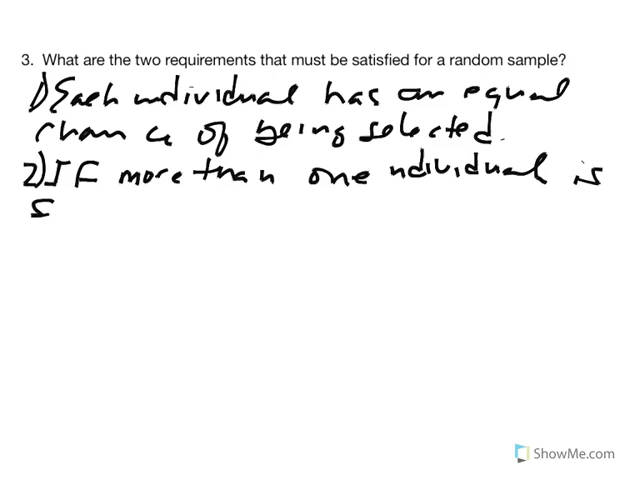 3. What are the two requirements that must be satisfied for a random sample?
1) Each individual has an equal
chance of being selected.
2) If more than one ndividual is
s
ShowMe.com